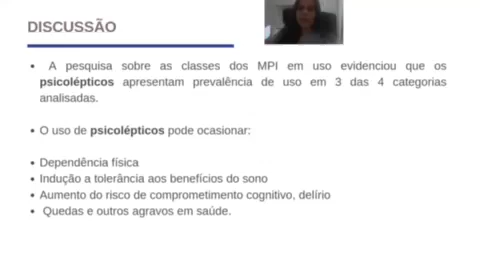 DISCUSSÃO
• A pesquisa sobre as classes dos MPI em uso evidenciou que os
psicolépticos apresentam prevalência de uso em 3 das 4 categorias
analisadas.
• O uso de psicolépticos pode ocasionar:
• Dependência física
• Indução a tolerância aos benefícios do sono
• Aumento do risco de comprometimento cognitivo, delírio
• Quedas e outros agravos em saúde.